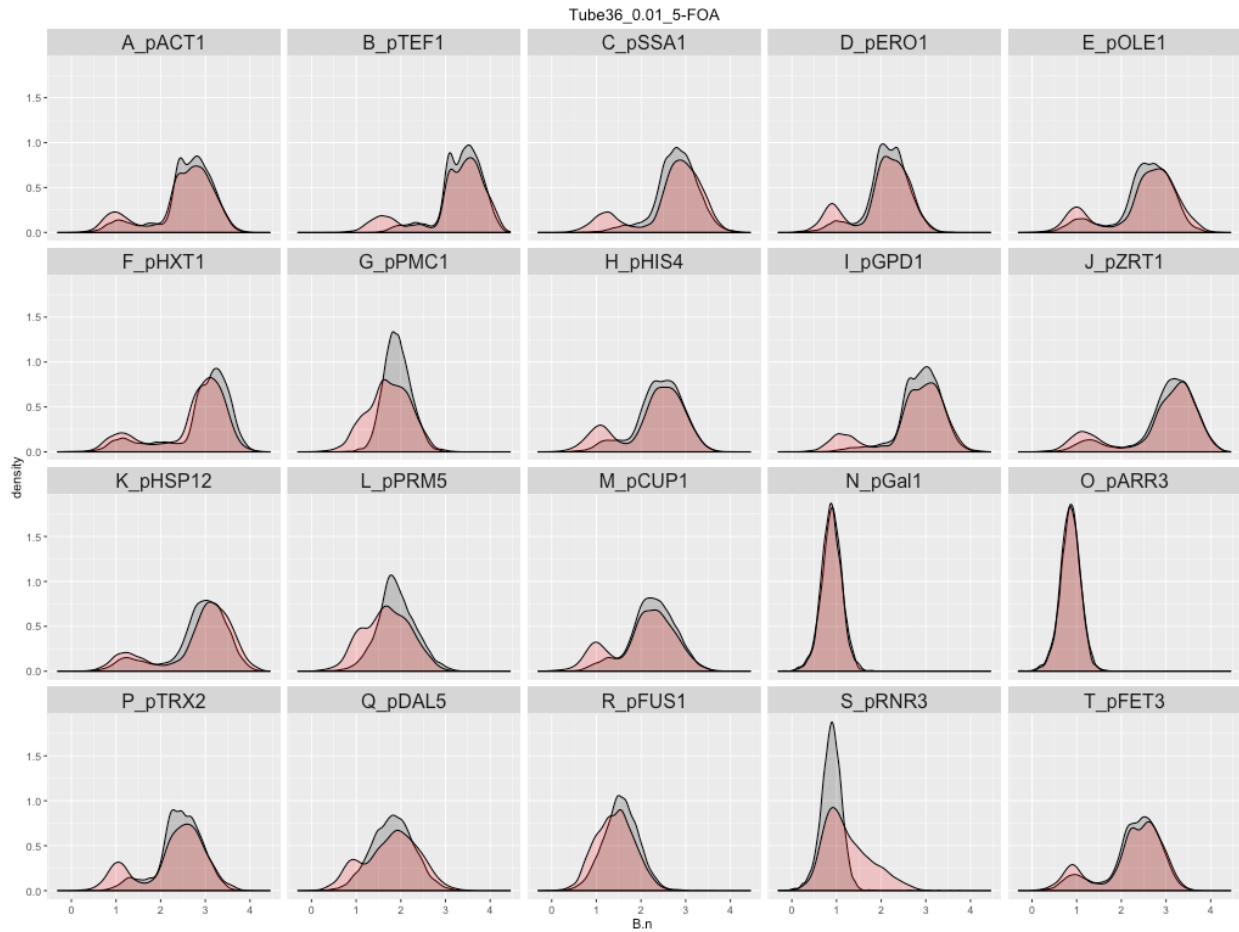 Tube36_0.01_5-FOA
A_pACT1 B_pTEF1 C_pSSA1 D_pERO1 E_pOLE1
1.5
1.0
0.5
0.0
F_pHXT1 G_pPMC1 H_pHIS4 I_pGPD1 J_pZRT1
1.5
1.0
0.5
0.0
density
K_pHSP12 L_pPRM5 M_pCUP1 N_pGal1 O_pARR3
1.5
1.0
0.5
0.0
P_pTRX2 Q_pDAL5 R_pFUS1 S_pRNR3 T_pFET3
1.5
1.0
0.5
0.0
0 1 2 3 4 0 1 2 3 4 0 1 2 3 4 0 1 2 3 4 0 1 2 3 4
B.n